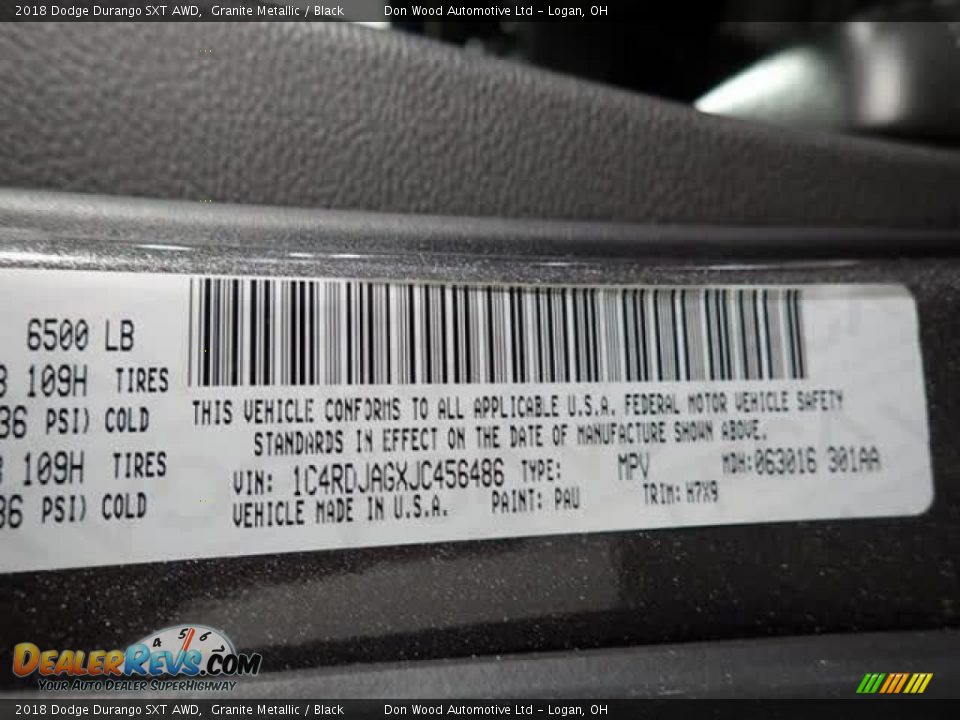 2018 Dodge Durango SXT AWD,  Granite Metallic / Black    Don Wood Automotive Ltd - Logan, OH
6500 LB
109H TIRES
36 PSI) COLD
109H TIRES
36 PSI) COLD
THIS VEHICLE CONFORMS TO ALL APPLICABLE U.S.A. FEDERAL MOTOR VEHICLE SAFETY
STANDARDS IN EFFECT ON THE DATE OF MANUFACTURE SHOWN ABOVE.
VIN: 1C4RDJAGXJC456486 TYPE: MPV MDH:063016 301AA
VEHICLE MADE IN U.S.A. PAINT: PAU TRIM: H7X9
4 5 6
DEALERREVS.COM
YOUR AUTO DEALER SUPERHIGHWAY
2018 Dodge Durango SXT AWD,  Granite Metallic / Black    Don Wood Automotive Ltd - Logan, OH